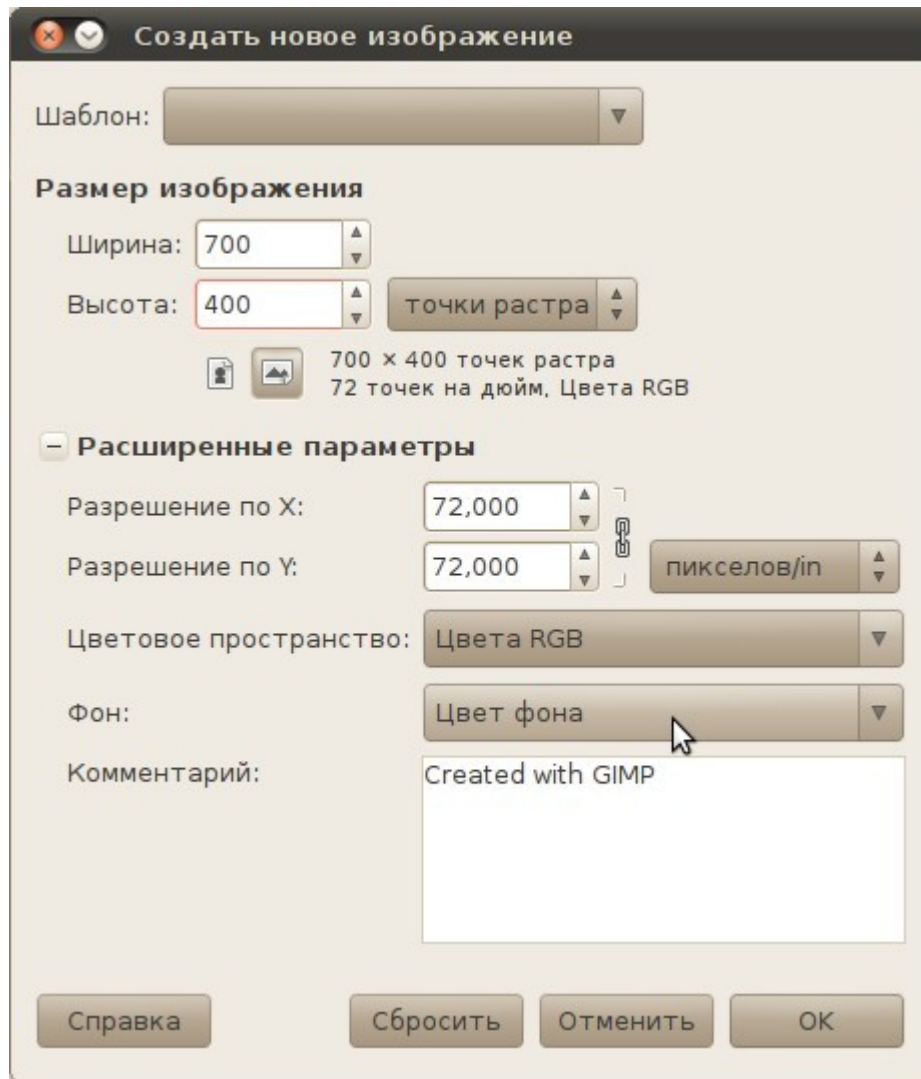 Создать новое изображение
Шаблон:
Размер изображения
Ширина: 700
Высота: 400 точки растра
700 × 400 точек растра
72 точек на дюйм, Цвета RGB
Расширенные параметры
Разрешение по X: 72,000
Разрешение по Y: 72,000 пикселов/in
Цветовое пространство: Цвета RGB
Фон: Цвет фона
Комментарий: Created with GIMP
Справка Сбросить Отменить OK